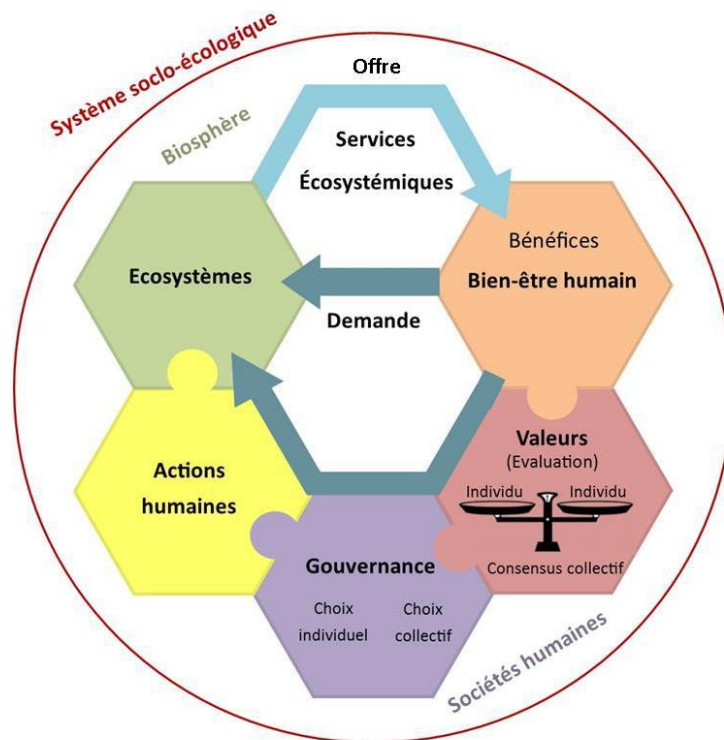 Système soclo-écologique
Biosphère
Offre
Services
Écosystémiques
Ecosystèmes
Bénéfices
Bien-être humain
Demande
Actions
humaines
Valeurs
(Evaluation)
Individu Individu
Consensus collectif
Gouvernance
Choix Choix
individuel collectif
Sociétés humaines